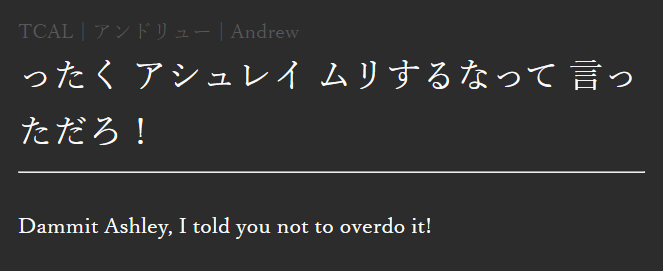 TCAL | アンドリュー | Andrew
ったく アシュレイ ムリするなって 言っ
ただろ！
Dammit Ashley, I told you not to overdo it!